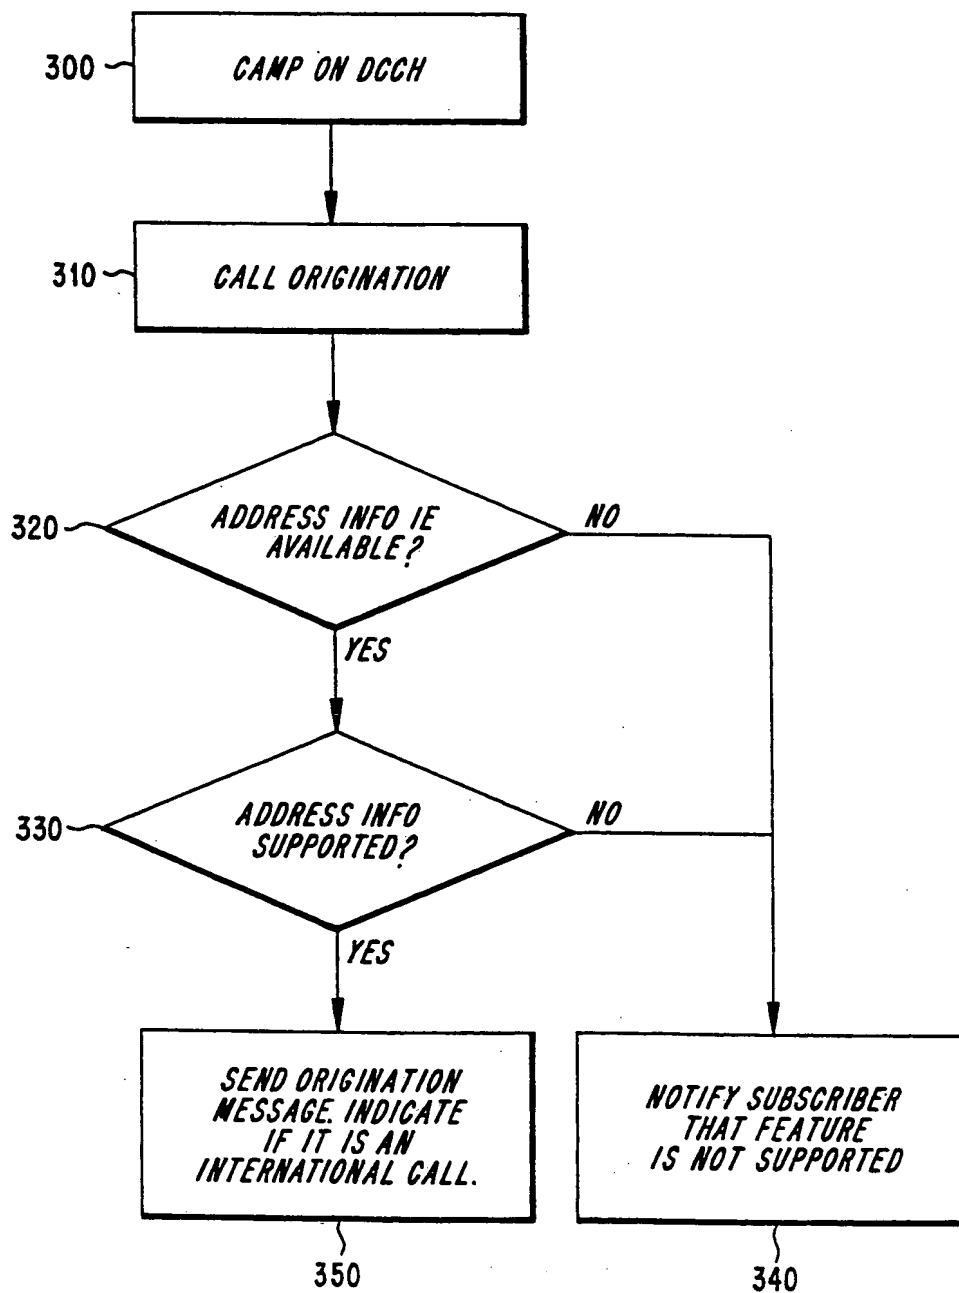 300
CAMP ON DCCH
310
CALL ORIGINATION
320
ADDRESS INFO IE
AVAILABLE?
NO
YES
330
ADDRESS INFO
SUPPORTED?
NO
YES
SEND ORIGINATION
MESSAGE. INDICATE
IF IT IS AN
INTERNATIONAL CALL.
350
NOTIFY SUBSCRIBER
THAT FEATURE
IS NOT SUPPORTED
340